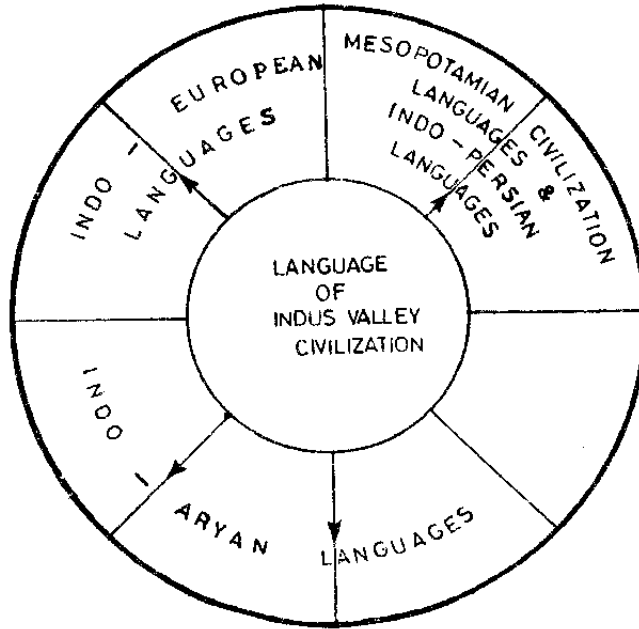 INDO - EUROPEAN
LANGUAGES
MESOPOTAMIAN CIVILIZATION
LANGUAGES &
INDO - PERSIAN
LANGUAGES
LANGUAGE
OF
INDUS VALLEY
CIVILIZATION
INDO - ARYAN LANGUAGES